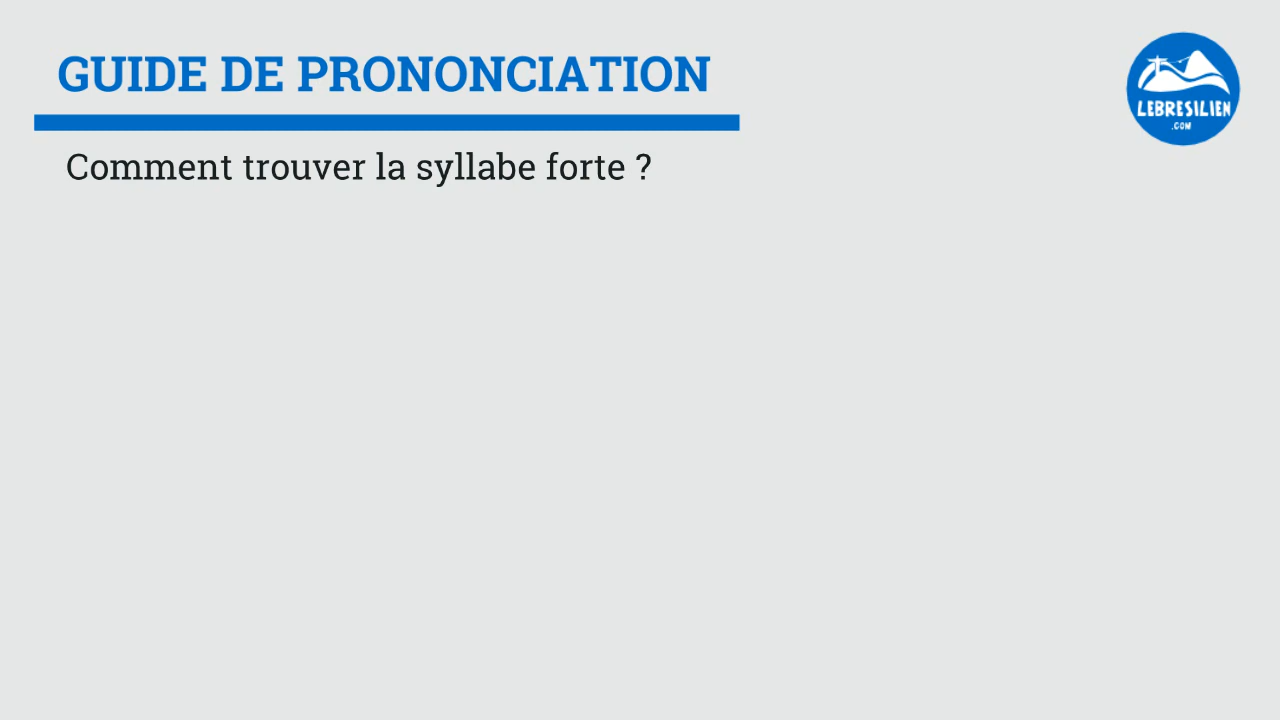 GUIDE DE PRONONCIATION
LEBRESILIEN
.COM
Comment trouver la syllabe forte ?